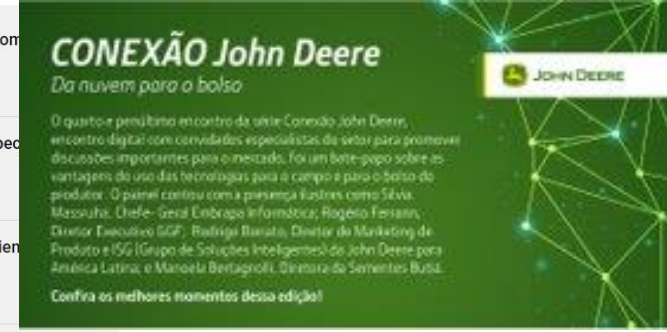 CONEXÃO John Deere
Da nuvem para o bolso
JOHN DEERE
O quarto e penúltimo encontro da série Conexão John Deere,
encontro digital com convidados especialistas do setor para promover
discussões importantes para o mercado, foi um bate-papo sobre as
vantagens do uso das tecnologias para o campo e para o bolso do
produtor. O painel contou com a presença ilustres como Silvia
Massruhá, Chefe-Geral Embrapa Informática; Rogério
Diretor Executivo GGF; Rodrigo Bonato, Diretor de Marketing de
Produto e ISG (Grupo de Soluções Inteligentes) da John Deere para
América Latina; e Manoela Bertagnolli, Diretora da Sementes Butiá.
Confira os melhores momentos dessa edição!